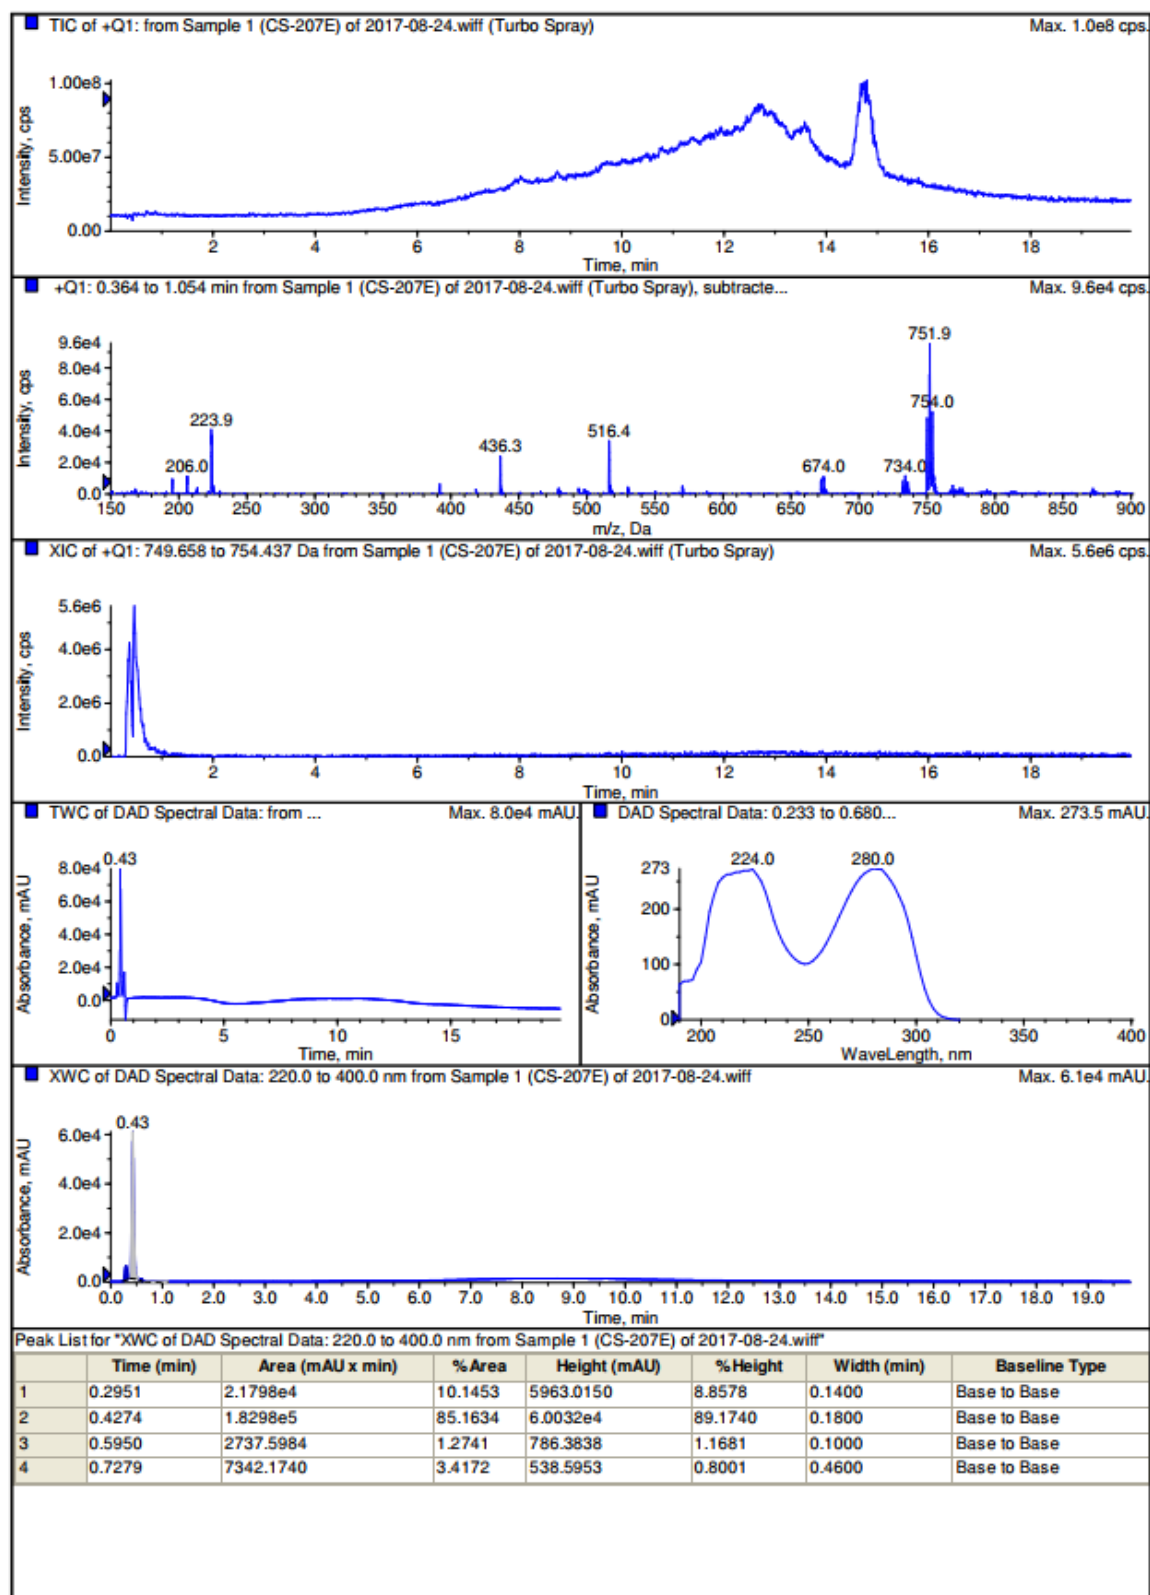 TIC of +Q1: from Sample 1 (CS-207E) of 2017-08-24.wiff (Turbo Spray) Max. 1.0e8 cps.
1.00e8
5.00e7
0.00
Intensity, cps
2 4 6 8 10 12 14 16 18
Time, min
+Q1: 0.364 to 1.054 min from Sample 1 (CS-207E) of 2017-08-24.wiff (Turbo Spray), subtracte... Max. 9.6e4 cps.
9.6e4
8.0e4
6.0e4
4.0e4
2.0e4
0.0
Intensity, cps
206.0 223.9 436.3 516.4 674.0 734.0 751.9 754.0
150 200 250 300 350 400 450 500 550 600 650 700 750 800 850 900
m/z, Da
XIC of +Q1: 749.658 to 754.437 Da from Sample 1 (CS-207E) of 2017-08-24.wiff (Turbo Spray) Max. 5.6e6 cps.
5.6e6
4.0e6
2.0e6
0.0
Intensity, cps
2 4 6 8 10 12 14 16 18
Time, min
TWC of DAD Spectral Data: from ... Max. 8.0e4 mAU.
0.43
8.0e4
6.0e4
4.0e4
2.0e4
0.0
Absorbance, mAU
0 5 10 15
Time, min
DAD Spectral Data: 0.233 to 0.680... Max. 273.5 mAU.
224.0 280.0
273
200
100
0
Absorbance, mAU
200 250 300 350 400
WaveLength, nm
XWC of DAD Spectral Data: 220.0 to 400.0 nm from Sample 1 (CS-207E) of 2017-08-24.wiff Max. 6.1e4 mAU.
0.43
6.0e4
4.0e4
2.0e4
0.0
Absorbance, mAU
0.0 1.0 2.0 3.0 4.0 5.0 6.0 7.0 8.0 9.0 10.0 11.0 12.0 13.0 14.0 15.0 16.0 17.0 18.0 19.0
Time, min
Peak List for "XWC of DAD Spectral Data: 220.0 to 400.0 nm from Sample 1 (CS-207E) of 2017-08-24.wiff"
Time (min) Area (mAU x min) %Area Height (mAU) %Height Width (min) Baseline Type
1 0.2951 2.1798e4 10.1453 5963.0150 8.8578 0.1400 Base to Base
2 0.4274 1.8298e5 85.1634 6.0032e4 89.1740 0.1800 Base to Base
3 0.5950 2737.5984 1.2741 786.3838 1.1681 0.1000 Base to Base
4 0.7279 7342.1740 3.4172 538.5953 0.8001 0.4600 Base to Base